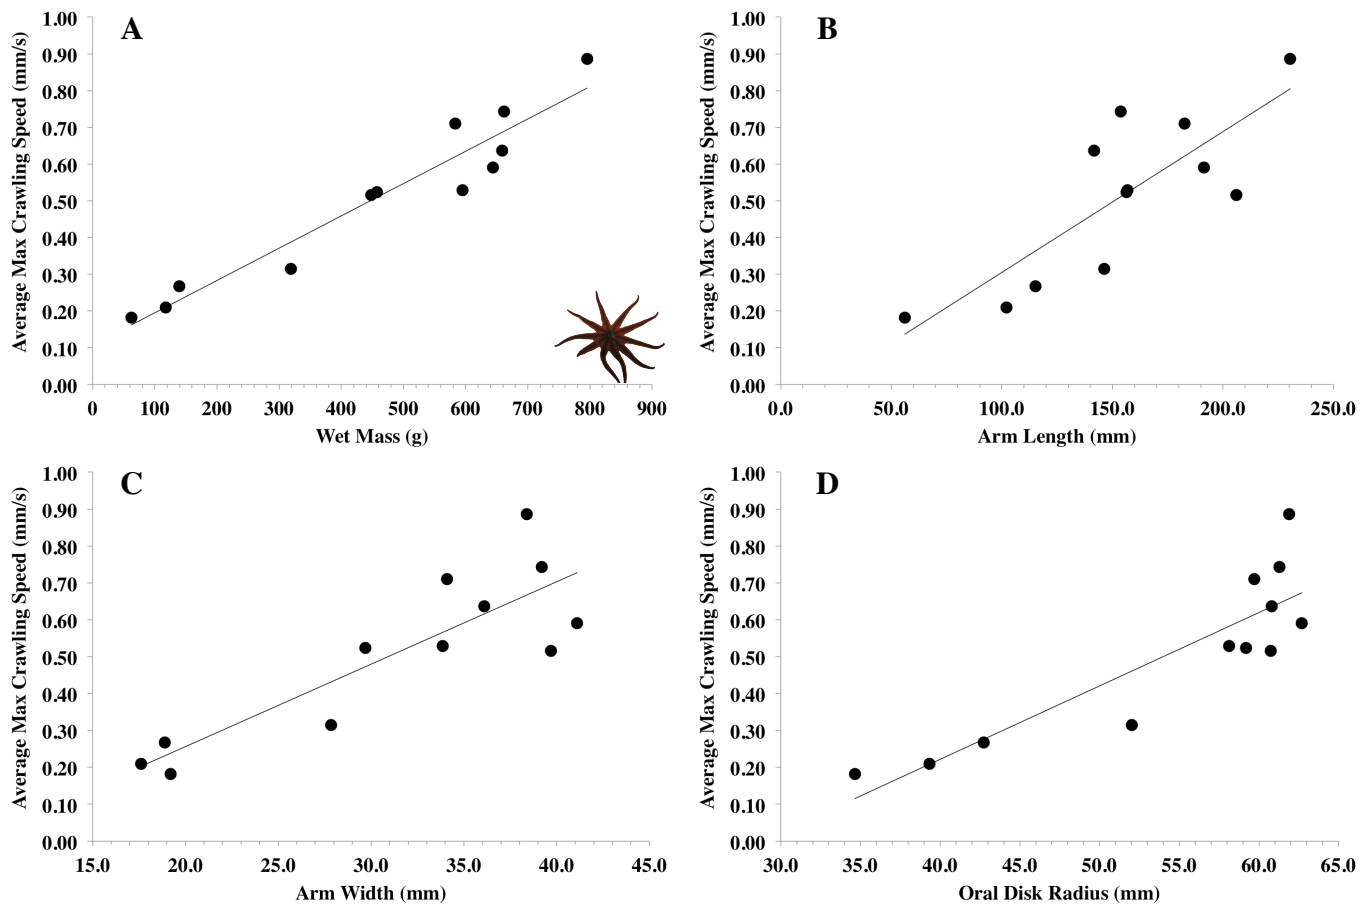 A
Average Max Crawling Speed (mm/s)
1.00
0.90
0.80
0.70
0.60
0.50
0.40
0.30
0.20
0.10
0.00
0 100 200 300 400 500 600 700 800 900
Wet Mass (g)
B
Average Max Crawling Speed (mm/s)
1.00
0.90
0.80
0.70
0.60
0.50
0.40
0.30
0.20
0.10
0.00
0.0 50.0 100.0 150.0 200.0 250.0
Arm Length (mm)
C
Average Max Crawling Speed (mm/s)
1.00
0.90
0.80
0.70
0.60
0.50
0.40
0.30
0.20
0.10
0.00
15.0 20.0 25.0 30.0 35.0 40.0 45.0
Arm Width (mm)
D
Average Max Crawling Speed (mm/s)
1.00
0.90
0.80
0.70
0.60
0.50
0.40
0.30
0.20
0.10
0.00
30.0 35.0 40.0 45.0 50.0 55.0 60.0 65.0
Oral Disk Radius (mm)